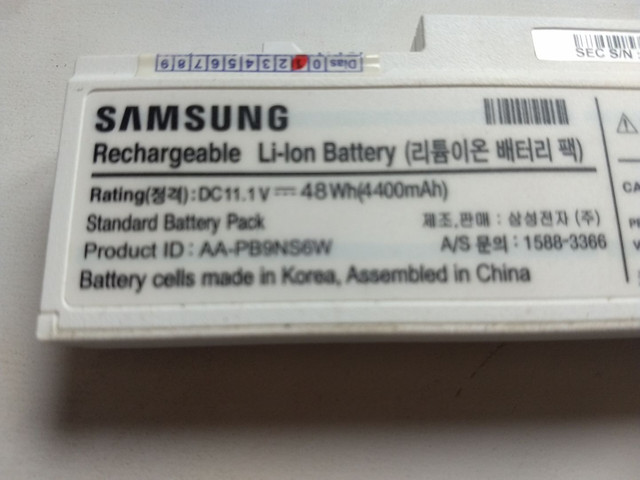 SEC S/N
Dias 0 1 2 3 4 5 6 7 8 9
SAMSUNG
Rechargeable Li-Ion Battery (리튬이온 배터리 팩)
Rating(정격):DC11.1V ⎓ 48Wh(4400mAh)
Standard Battery Pack
제조,판매 : 삼성전자 (주)
Product ID : AA-PB9NS6W
A/S 문의 : 1588-3366
Battery cells made in Korea, Assembled in China
CA